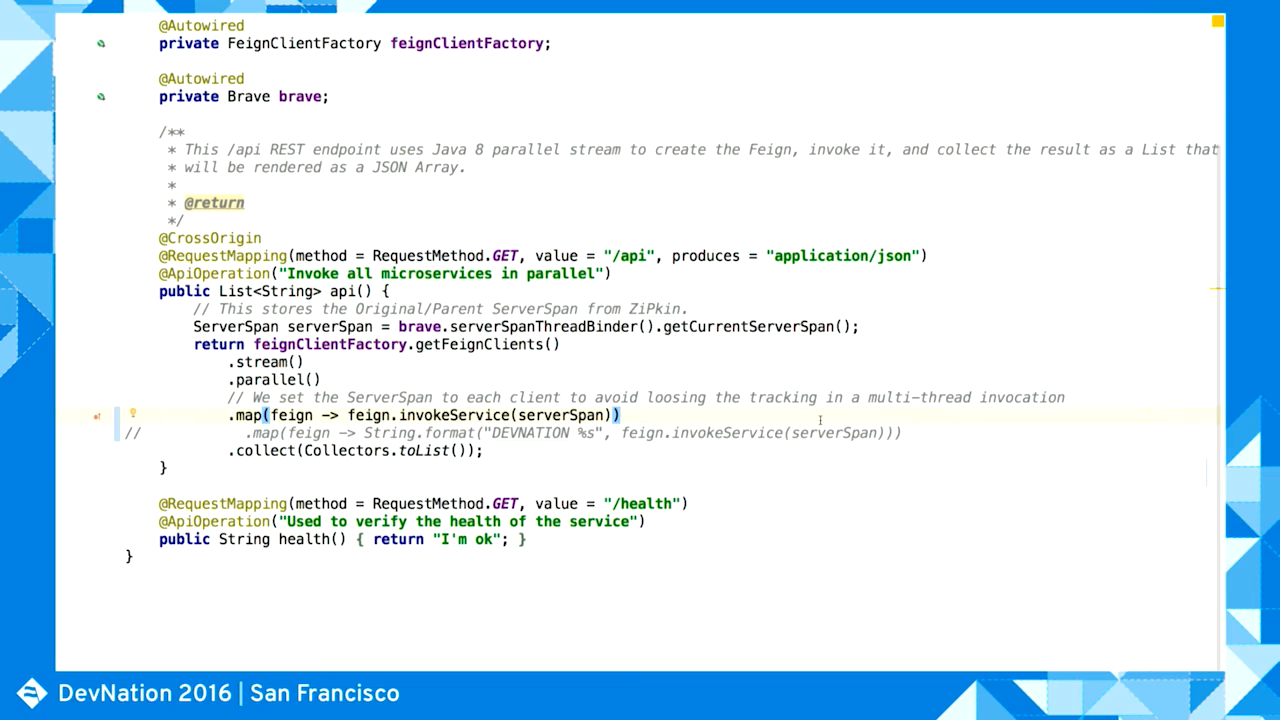 @Autowired
private FeignClientFactory feignClientFactory;
@Autowired
private Brave brave;
/**
* This /api REST endpoint uses Java 8 parallel stream to create the Feign, invoke it, and collect the result as a List that
* will be rendered as a JSON Array.
*
* @return
*/
@CrossOrigin
@RequestMapping(method = RequestMethod.GET, value = "/api", produces = "application/json")
@ApiOperation("Invoke all microservices in parallel")
public List<String> api() {
// This stores the Original/Parent ServerSpan from ZiPkin.
ServerSpan serverSpan = brave.serverSpanThreadBinder().getCurrentServerSpan();
return feignClientFactory.getFeignClients()
.stream()
.parallel()
// We set the ServerSpan to each client to avoid loosing the tracking in a multi-thread invocation
.map(feign -> feign.invokeService(serverSpan))
// .map(feign -> String.format("DEVNATION %s", feign.invokeService(serverSpan)))
.collect(Collectors.toList());
}
@RequestMapping(method = RequestMethod.GET, value = "/health")
@ApiOperation("Used to verify the health of the service")
public String health() { return "I'm ok"; }
}
DevNation 2016 | San Francisco